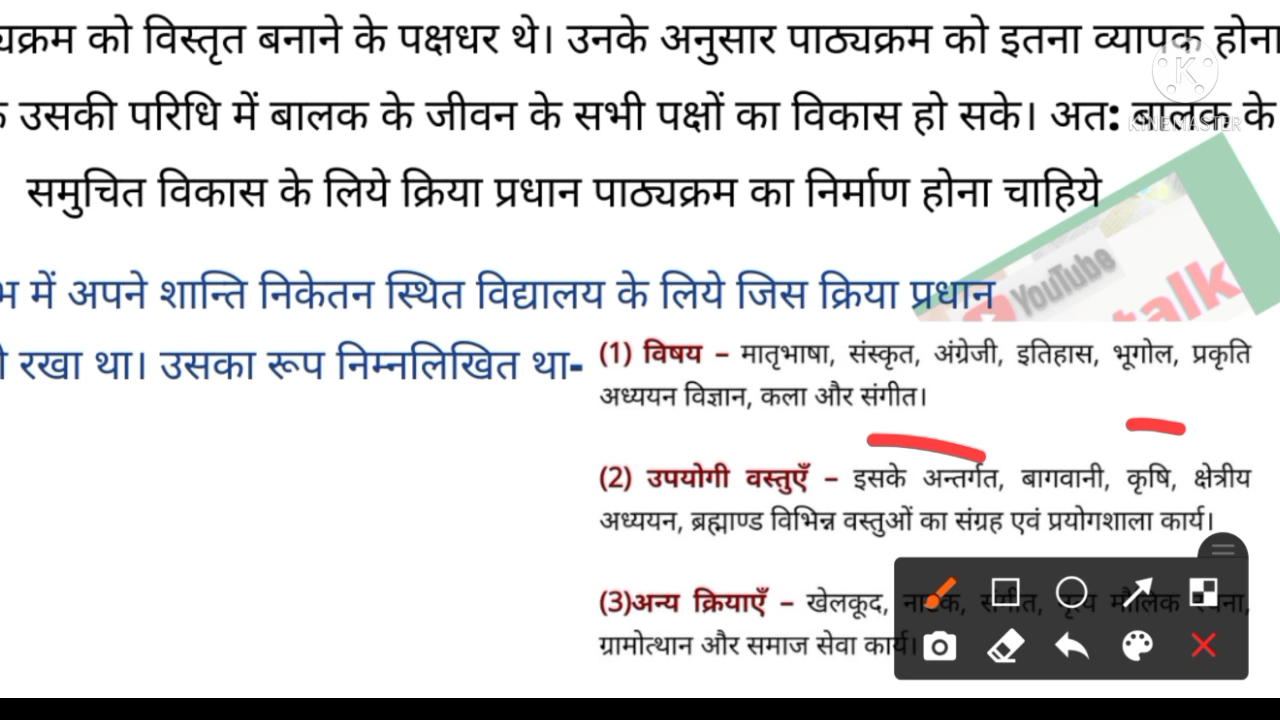 यक्रम को विस्तृत बनाने के पक्षधर थे। उनके अनुसार पाठ्यक्रम को इतना व्यापक होना
उसकी परिधि में बालक के जीवन के सभी पक्षों का विकास हो सके। अत: बालक के
KINEMASTER
समुचित विकास के लिये क्रिया प्रधान पाठ्यक्रम का निर्माण होना चाहिये
में अपने शान्ति निकेतन स्थित विद्यालय के लिये जिस क्रिया प्रधान
YouTube
talk
रखा था। उसका रूप निम्नलिखित था-
(1) विषय – मातृभाषा, संस्कृत, अंग्रेजी, इतिहास, भूगोल, प्रकृति
अध्ययन विज्ञान, कला और संगीत।
(2) उपयोगी वस्तुएँ – इसके अन्तर्गत, बागवानी, कृषि, क्षेत्रीय
अध्ययन, ब्रह्माण्ड विभिन्न वस्तुओं का संग्रह एवं प्रयोगशाला कार्य।
(3)अन्य क्रियाएँ – खेलकूद, नाटक, संगीत, नृत्य मौलिक रचना,
ग्रामोत्थान और समाज सेवा कार्य।